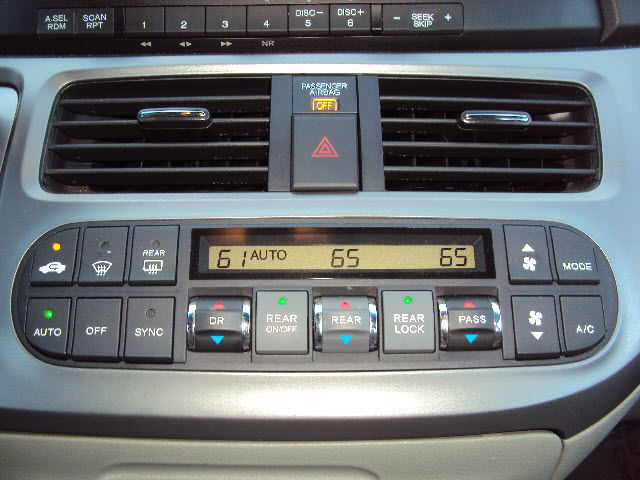 A.SEL RDM
SCAN RPT
1 2 3 4
DISC- 5
DISC+ 6
- SEEK SKIP +
NR
PASSENGER
AIRBAG
OFF
61 AUTO 65 65
REAR
MODE
AUTO
OFF
SYNC
DR
REAR ON/OFF
REAR
REAR LOCK
PASS
A/C